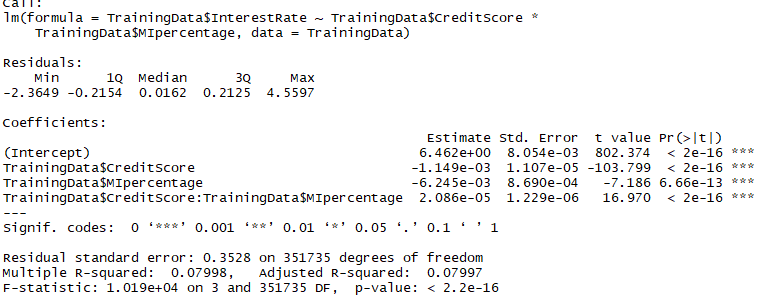 Call:
lm(formula = TrainingData$InterestRate ~ TrainingData$CreditScore *
    TrainingData$MIpercentage, data = TrainingData)

Residuals:
    Min      1Q  Median      3Q     Max
-2.3649 -0.2154  0.0162  0.2125  4.5597

Coefficients:
                                                     Estimate Std. Error  t value Pr(>|t|)
(Intercept)                                         6.462e+00  8.054e-03  802.374  < 2e-16 ***
TrainingData$CreditScore                           -1.149e-03  1.107e-05 -103.799  < 2e-16 ***
TrainingData$MIpercentage                          -6.245e-03  8.690e-04   -7.186 6.66e-13 ***
TrainingData$CreditScore:TrainingData$MIpercentage  2.086e-05  1.229e-06   16.970  < 2e-16 ***
---
Signif. codes:  0 ‘***’ 0.001 ‘**’ 0.01 ‘*’ 0.05 ‘.’ 0.1 ‘ ’ 1

Residual standard error: 0.3528 on 351735 degrees of freedom
Multiple R-squared:  0.07998,	Adjusted R-squared:  0.07997
F-statistic: 1.019e+04 on 3 and 351735 DF,  p-value: < 2.2e-16